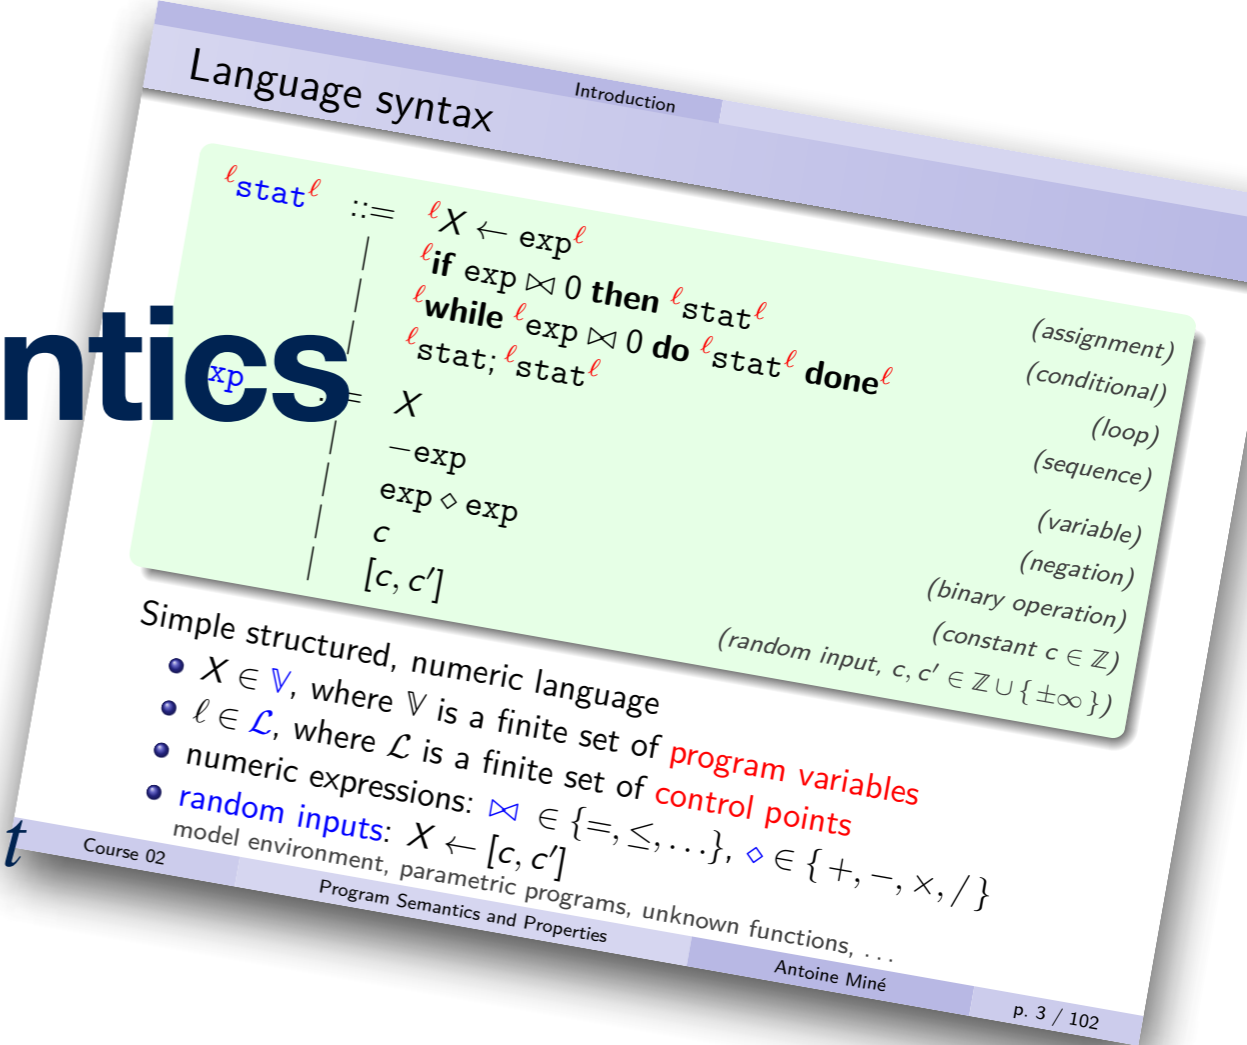 Introduction
Language syntax
ℓstatℓ ::= ℓX ← expℓ (assignment)
| ℓif exp ⋈ 0 then ℓstatℓ (conditional)
| ℓwhile ℓexp ⋈ 0 do ℓstatℓ doneℓ (loop)
| ℓstat; ℓstatℓ (sequence)
ntics
xp = X (variable)
| −exp (negation)
| exp ⋄ exp (binary operation)
| c (constant c ∈ ℤ)
| [c, c′] (random input, c, c′ ∈ ℤ ∪ { ±∞ })
Simple structured, numeric language
• X ∈ 𝕍, where 𝕍 is a finite set of program variables
• ℓ ∈ ℒ, where ℒ is a finite set of control points
• numeric expressions: ⋈ ∈ {=, ≤, ...}, ⋄ ∈ { +, −, ×, / }
• random inputs: X ← [c, c′]
model environment, parametric programs, unknown functions, ...
t
Course 02
Program Semantics and Properties
Antoine Miné
p. 3 / 102